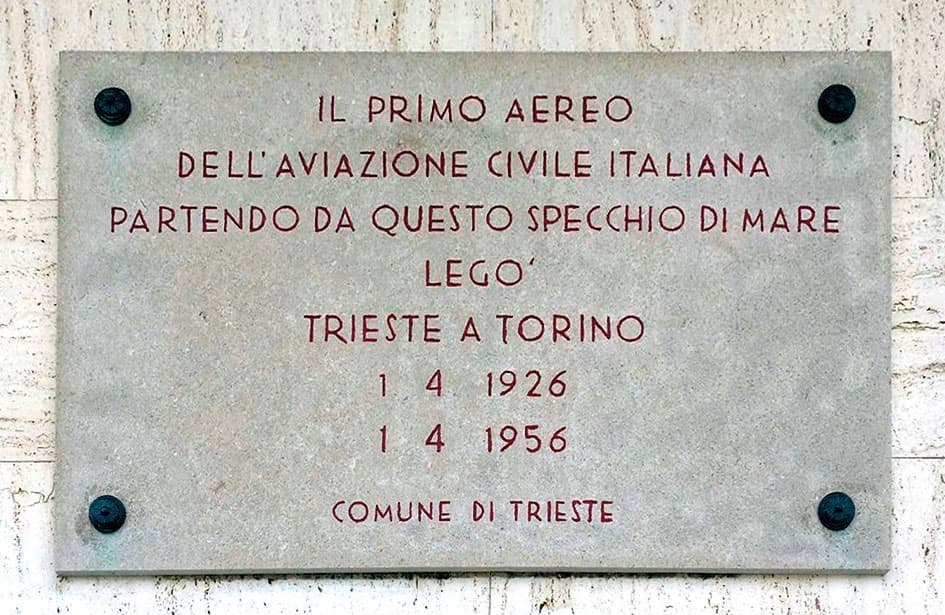 IL PRIMO AEREO
DELL'AVIAZIONE CIVILE ITALIANA
PARTENDO DA QUESTO SPECCHIO DI MARE
LEGO'
TRIESTE A TORINO
1 4 1926
1 4 1956
COMUNE DI TRIESTE